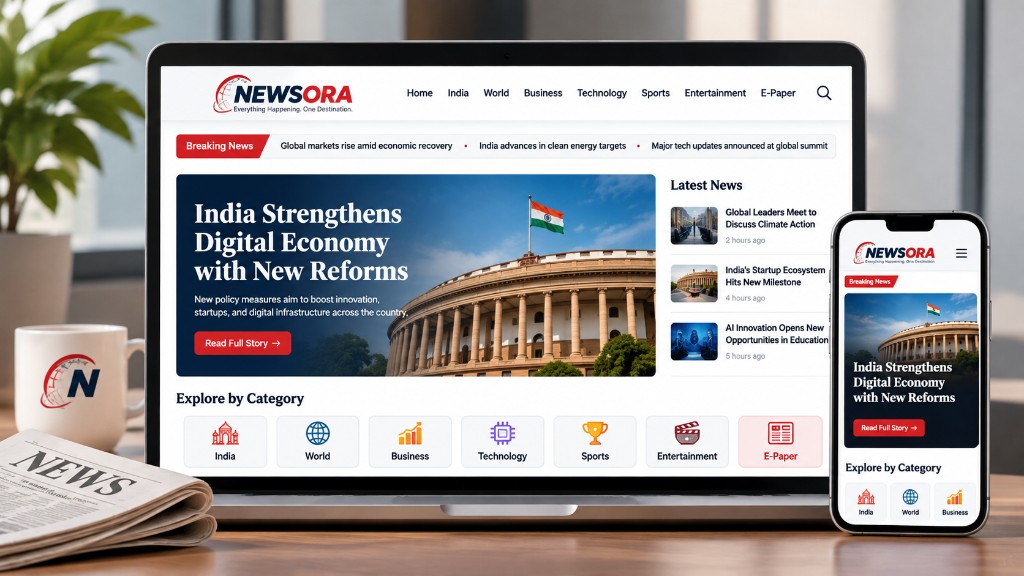 NEWSORA
Everything Happening. One Destination.
Home India World Business Technology Sports Entertainment E-Paper
Breaking News
Global markets rise amid economic recovery • India advances in clean energy targets • Major tech updates announced at global summit
India Strengthens
Digital Economy
with New Reforms
New policy measures aim to boost innovation,
startups, and digital infrastructure across the country.
Read Full Story →
Latest News
Global Leaders Meet to
Discuss Climate Action
2 hours ago
India's Startup Ecosystem
Hits New Milestone
4 hours ago
AI Innovation Opens New
Opportunities in Education
5 hours ago
Explore by Category
India
World
Business
Technology
Sports
Entertainment
E-Paper
NEWSORA
Everything Happening. One Destination.
Breaking News
India Strengthens
Digital Economy
with New Reforms
Read Full Story →
Explore by Category
India
World
Business
N
NEWS